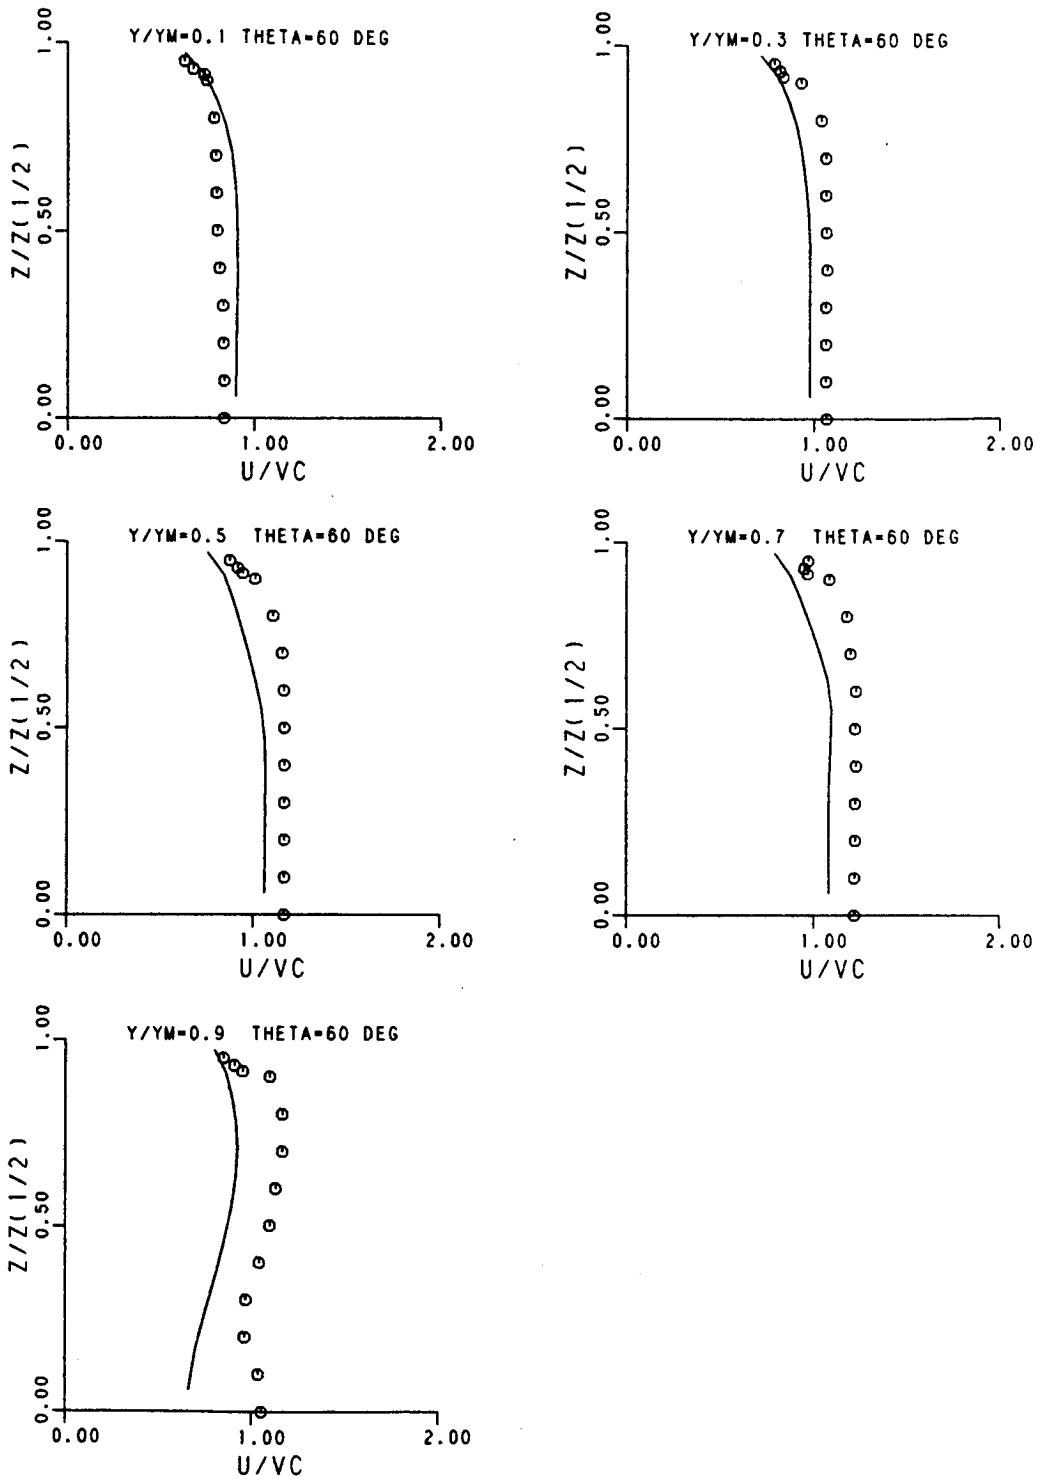 Y/YM=0.1 THETA=60 DEG
1.00
0.50
0.00
Z/Z(1/2)
0.00 1.00 2.00
U/VC
Y/YM=0.3 THETA=60 DEG
1.00
0.50
0.00
Z/Z(1/2)
0.00 1.00 2.00
U/VC
Y/YM=0.5 THETA=60 DEG
1.00
0.50
0.00
Z/Z(1/2)
0.00 1.00 2.00
U/VC
Y/YM=0.7 THETA=60 DEG
1.00
0.50
0.00
Z/Z(1/2)
0.00 1.00 2.00
U/VC
Y/YM=0.9 THETA=60 DEG
1.00
0.50
0.00
Z/Z(1/2)
0.00 1.00 2.00
U/VC